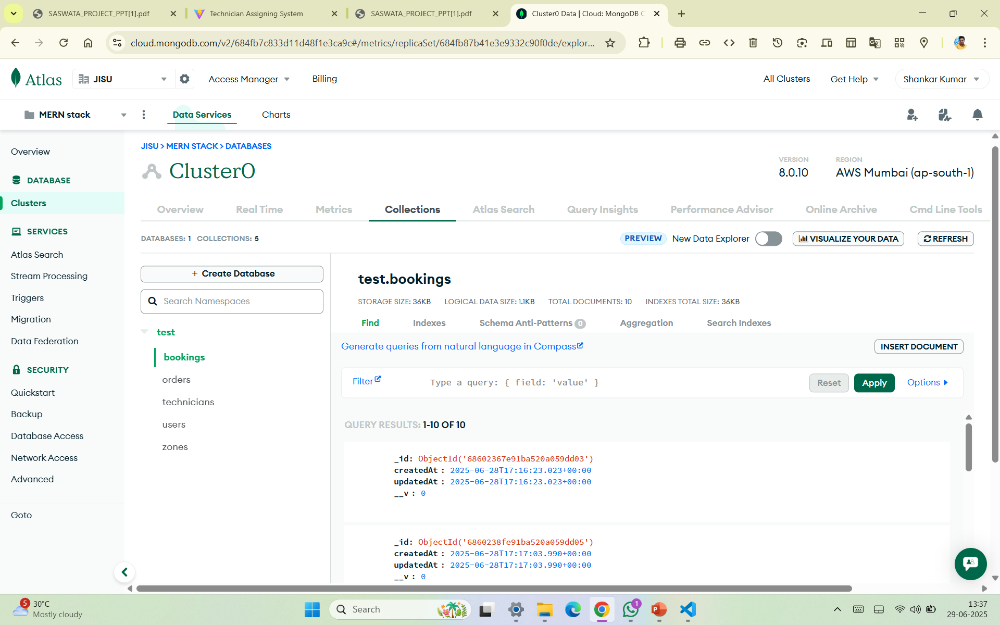 SASWATA_PROJECT_PPT[1].pdf
Technician Assigning System
SASWATA_PROJECT_PPT[1].pdf
Cluster0 Data | Cloud: MongoDB C
cloud.mongodb.com/v2/684fb7c833d11d48f1e3ca9c#/metrics/replicaSet/684fb87b41e3e9332c90f0de/explor...
Atlas
JISU
Access Manager
Billing
All Clusters
Get Help
Shankar Kumar
MERN stack
Data Services
Charts
Overview
DATABASE
Clusters
SERVICES
Atlas Search
Stream Processing
Triggers
Migration
Data Federation
SECURITY
Quickstart
Backup
Database Access
Network Access
Advanced
Goto
JISU > MERN STACK > DATABASES
Cluster0
VERSION
8.0.10
REGION
AWS Mumbai (ap-south-1)
Overview
Real Time
Metrics
Collections
Atlas Search
Query Insights
Performance Advisor
Online Archive
Cmd Line Tools
DATABASES: 1 COLLECTIONS: 5
PREVIEW New Data Explorer
VISUALIZE YOUR DATA
REFRESH
+ Create Database
Search Namespaces
test
bookings
orders
technicians
users
zones
test.bookings
STORAGE SIZE: 36KB LOGICAL DATA SIZE: 1.1KB TOTAL DOCUMENTS: 10 INDEXES TOTAL SIZE: 36KB
Find
Indexes
Schema Anti-Patterns 0
Aggregation
Search Indexes
Generate queries from natural language in Compass
INSERT DOCUMENT
Filter
Type a query: { field: 'value' }
Reset
Apply
Options
QUERY RESULTS: 1-10 OF 10
_id: ObjectId('68602367e91ba520a059dd03')
createdAt : 2025-06-28T17:16:23.023+00:00
updatedAt : 2025-06-28T17:16:23.023+00:00
__v : 0
_id: ObjectId('6860238fe91ba520a059dd05')
createdAt : 2025-06-28T17:17:03.990+00:00
updatedAt : 2025-06-28T17:17:03.990+00:00
__v : 0
5
30°C
Mostly cloudy
Search
1
13:37
29-06-2025